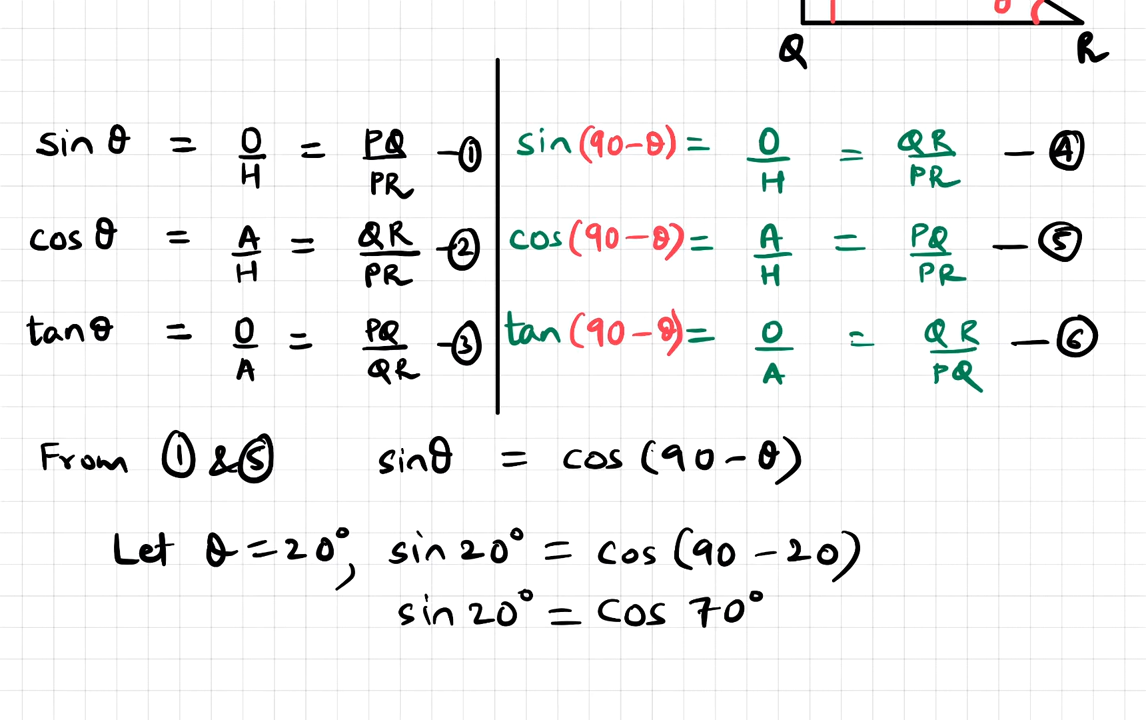 θ
Q R
sin θ = O/H = PQ/PR -①
cos θ = A/H = QR/PR -②
tan θ = O/A = PQ/QR -③
sin (90-θ) = O/H = QR/PR - ④
cos (90-θ) = A/H = PQ/PR - ⑤
tan (90-θ) = O/A = QR/PQ - ⑥
From ① & ⑤ sinθ = cos (90-θ)
Let θ = 20°, sin 20° = cos (90 - 20)
sin 20° = cos 70°